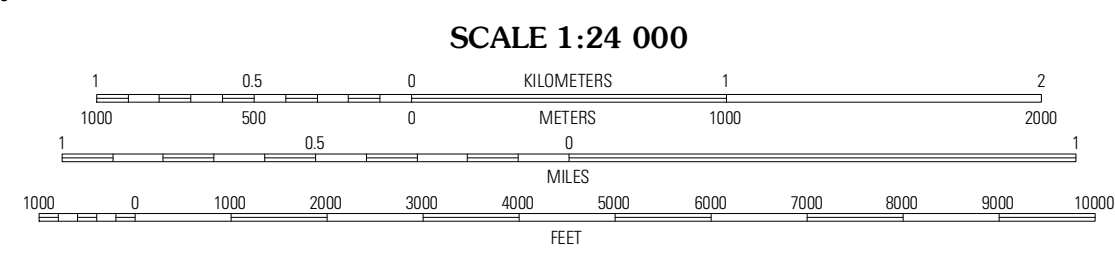 SCALE 1:24 000
1 0.5 0 KILOMETERS 1 2
1000 500 0 METERS 1000 2000
1 0.5 0 1
MILES
1000 0 1000 2000 3000 4000 5000 6000 7000 8000 9000 10000
FEET